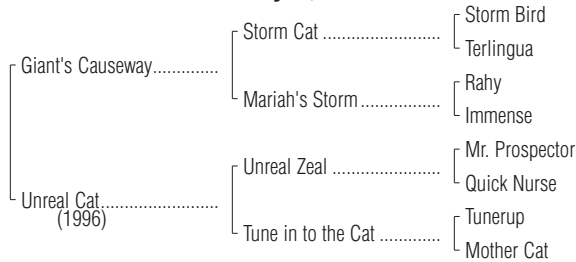 Storm Bird
Storm Cat ......................
Terlingua
Giant's Causeway..............
Rahy
Mariah's Storm..................
Immense
Mr. Prospector
Unreal Zeal ....................
Quick Nurse
Unreal Cat.........................
(1996)
Tunerup
Tune in to the Cat .............
Mother Cat